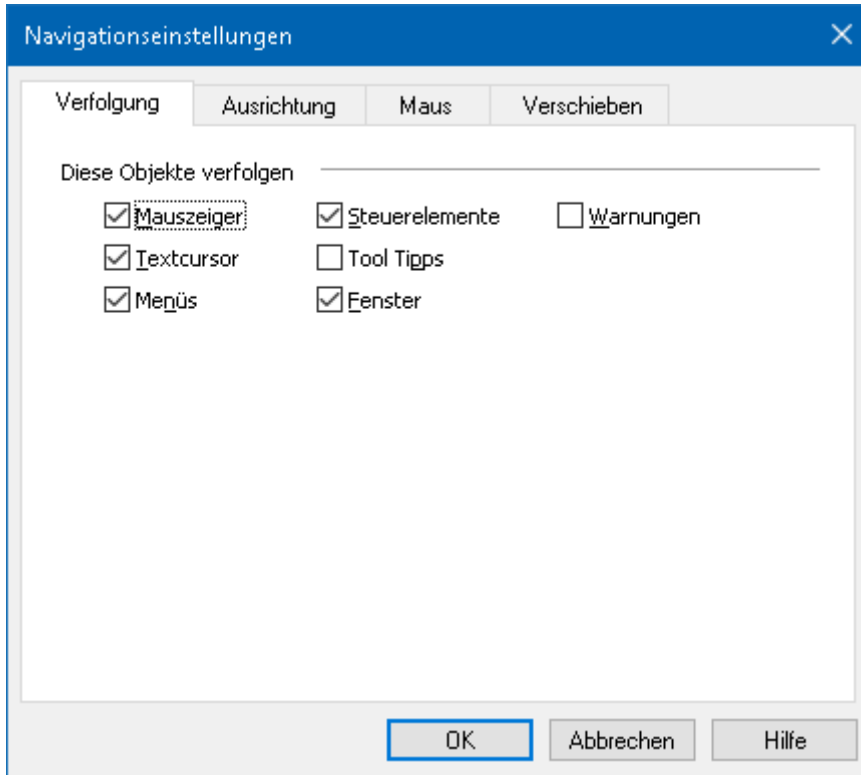 Navigationseinstellungen
Verfolgung Ausrichtung Maus Verschieben
Diese Objekte verfolgen
Mauszeiger Steuerelemente Warnungen
Textcursor Tool Tipps
Menüs Fenster
OK Abbrechen Hilfe